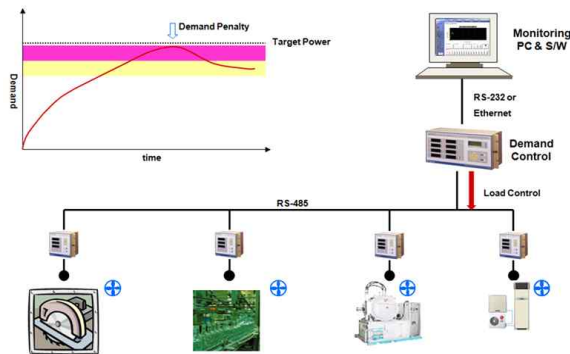 Demand Penalty
Target Power
Demand
time
Monitoring
PC & S/W
RS-232 or
Ethernet
Demand
Control
Load Control
RS-485